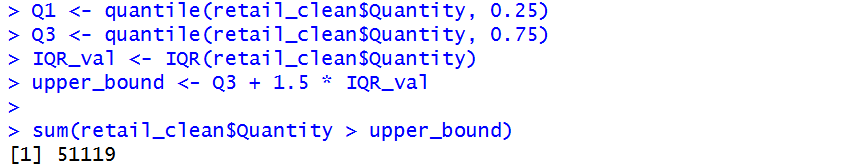 > Q1 <- quantile(retail_clean$Quantity, 0.25)
> Q3 <- quantile(retail_clean$Quantity, 0.75)
> IQR_val <- IQR(retail_clean$Quantity)
> upper_bound <- Q3 + 1.5 * IQR_val
>
> sum(retail_clean$Quantity > upper_bound)
[1] 51119